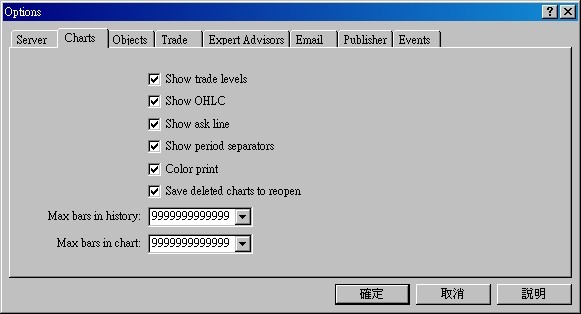 Options
Server Charts Objects Trade Expert Advisors Email Publisher Events
Show trade levels
Show OHLC
Show ask line
Show period separators
Color print
Save deleted charts to reopen
Max bars in history: 9999999999999
Max bars in chart: 9999999999999
確定 取消 說明